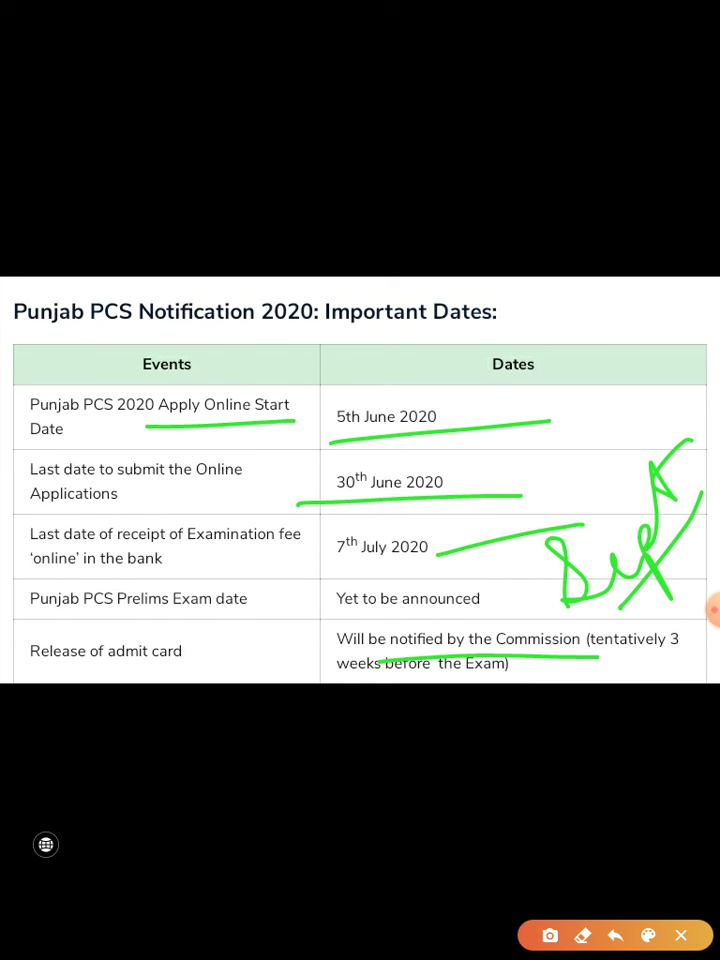 Punjab PCS Notification 2020: Important Dates:
Events
Dates
Punjab PCS 2020 Apply Online Start
Date
5th June 2020
Last date to submit the Online
Applications
30th June 2020
Last date of receipt of Examination fee
‘online’ in the bank
7th July 2020
Punjab PCS Prelims Exam date
Yet to be announced
Release of admit card
Will be notified by the Commission (tentatively 3
weeks before the Exam)